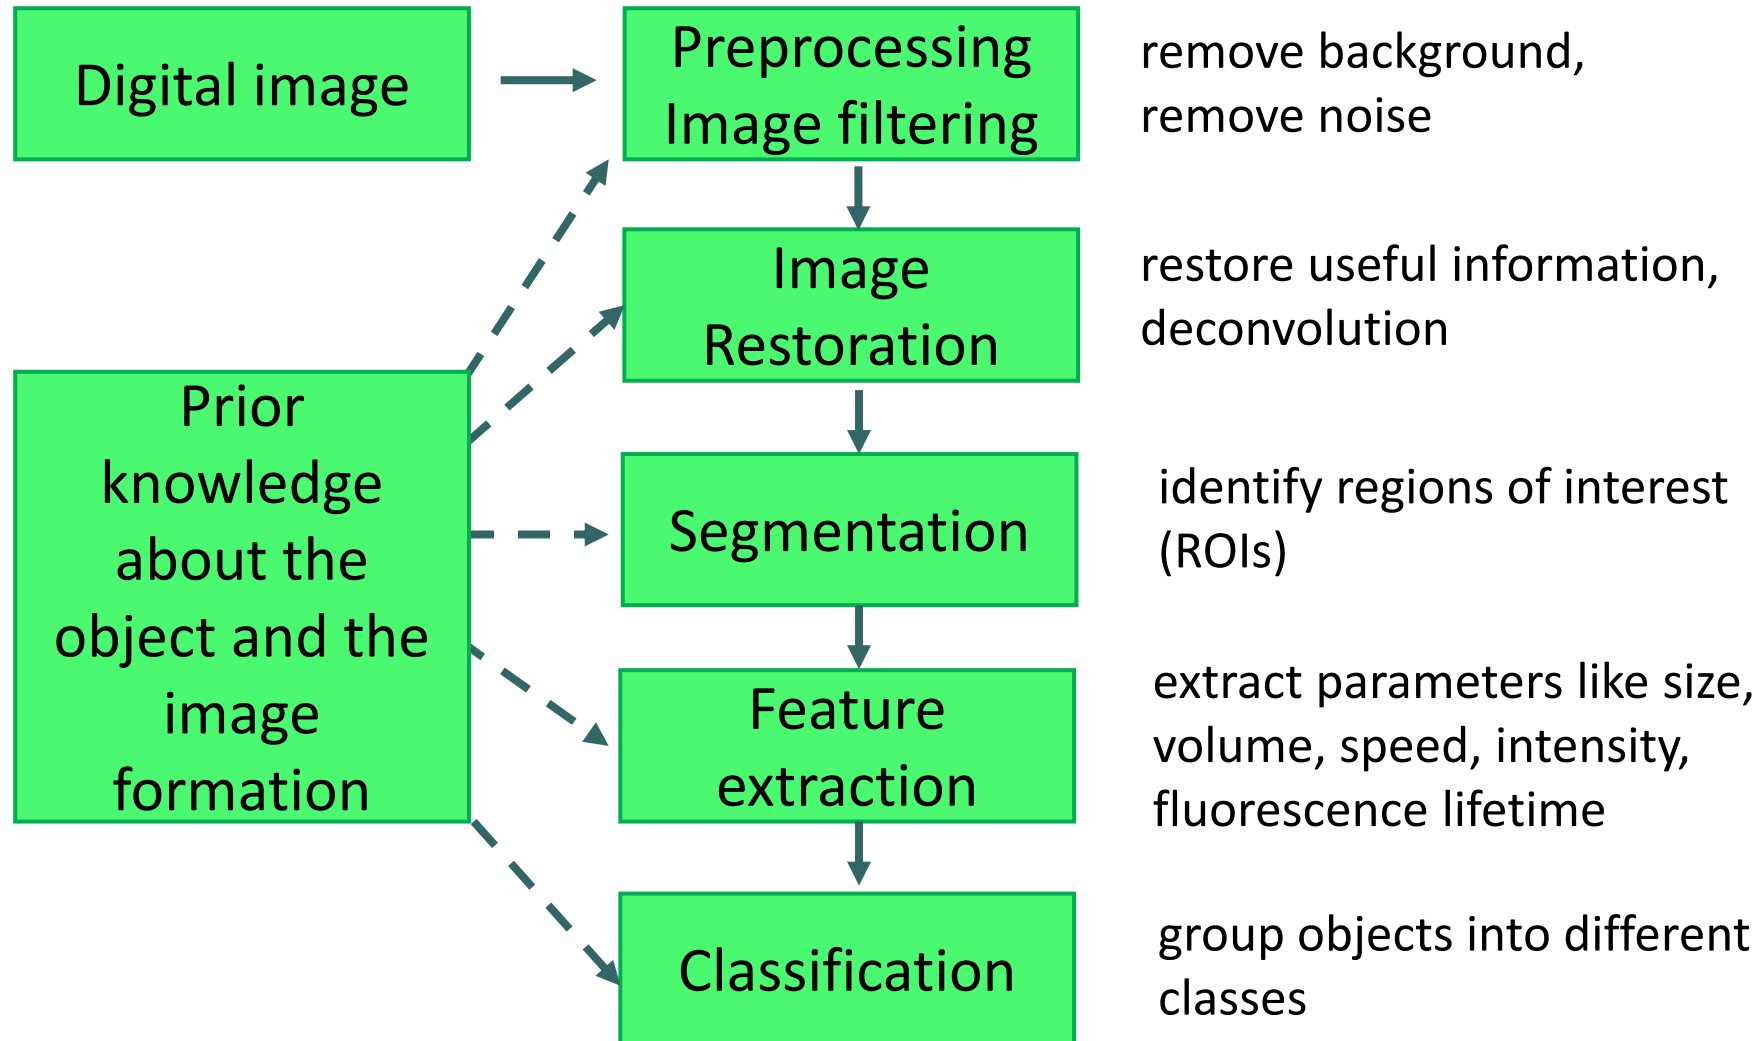 Digital image
Preprocessing
Image filtering
remove background,
remove noise
Image
Restoration
restore useful information,
deconvolution
Prior
knowledge
about the
object and the
image
formation
Segmentation
identify regions of interest
(ROIs)
Feature
extraction
extract parameters like size,
volume, speed, intensity,
fluorescence lifetime
Classification
group objects into different
classes